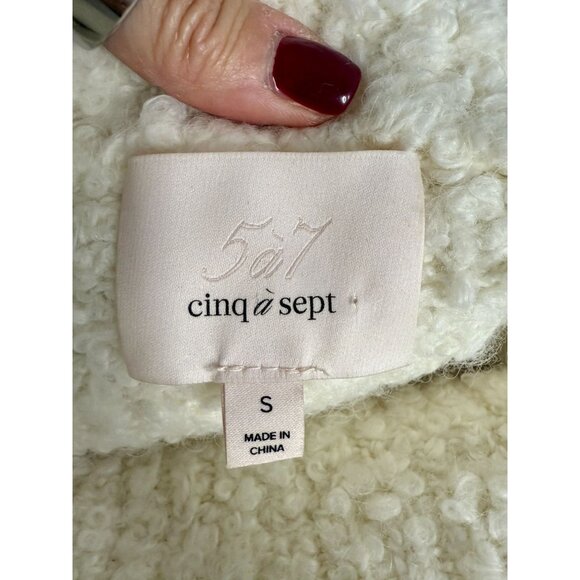 5à7
cinq à sept
S
MADE IN
CHINA